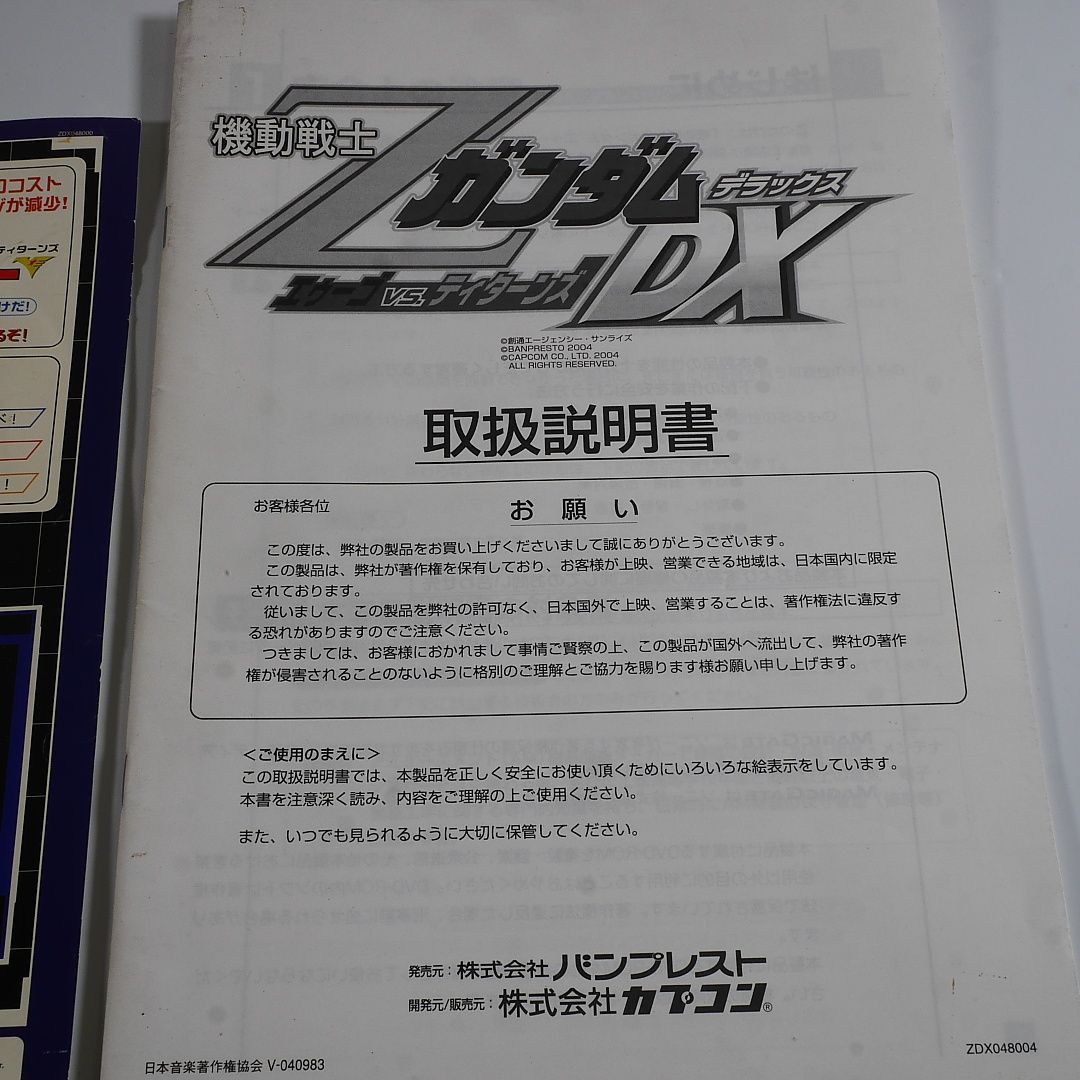 ZDX048000
コスト
が減少!
ティターンズ
けだ!
るぞ!
機動戦士
Z
ガンダム
デラックス
DX
エゥーゴ VS. ティターンズ
©創通エージェンシー・サンライズ
©BANPRESTO 2004
©CAPCOM CO., LTD. 2004
ALL RIGHTS RESERVED.
取扱説明書
お客様各位
お 願 い
この度は、弊社の製品をお買い上げくださいまして誠にありがとうございます。
この製品は、弊社が著作権を保有しており、お客様が上映、営業できる地域は、日本国内に限定
されております。
従いまして、この製品を弊社の許可なく、日本国外で上映、営業することは、著作権法に違反す
る恐れがありますのでご注意ください。
つきましては、お客様におかれまして事情ご賢察の上、この製品が国外へ流出して、弊社の著作
権が侵害されることのないように格別のご理解とご協力を賜ります様お願い申し上げます。
<ご使用のまえに>
この取扱説明書では、本製品を正しく安全にお使い頂くためにいろいろな絵表示をしています。
本書を注意深く読み、内容をご理解の上ご使用ください。
また、いつでも見られるように大切に保管してください。
発売元: 株式会社 バンプレスト
開発元/販売元: 株式会社 カプコン®
日本音楽著作権協会 V-040983
ZDX048004